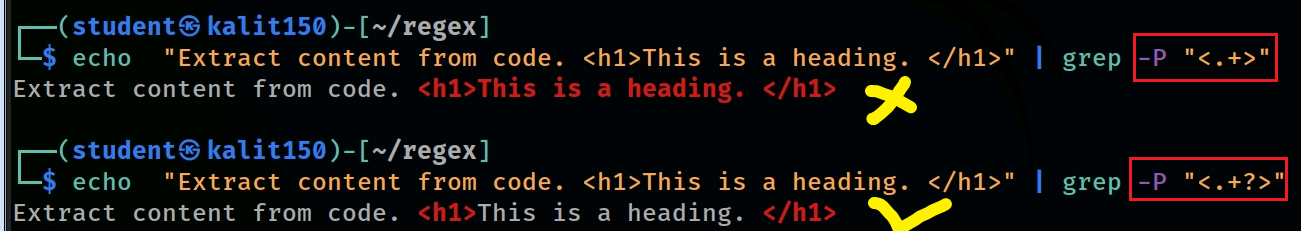 ┌──(student㉿kalit150)-[~/regex]
└─$ echo  "Extract content from code. <h1>This is a heading. </h1>" | grep -P "<.+>"
Extract content from code. <h1>This is a heading. </h1>
┌──(student㉿kalit150)-[~/regex]
└─$ echo  "Extract content from code. <h1>This is a heading. </h1>" | grep -P "<.+?>"
Extract content from code. <h1>This is a heading. </h1>